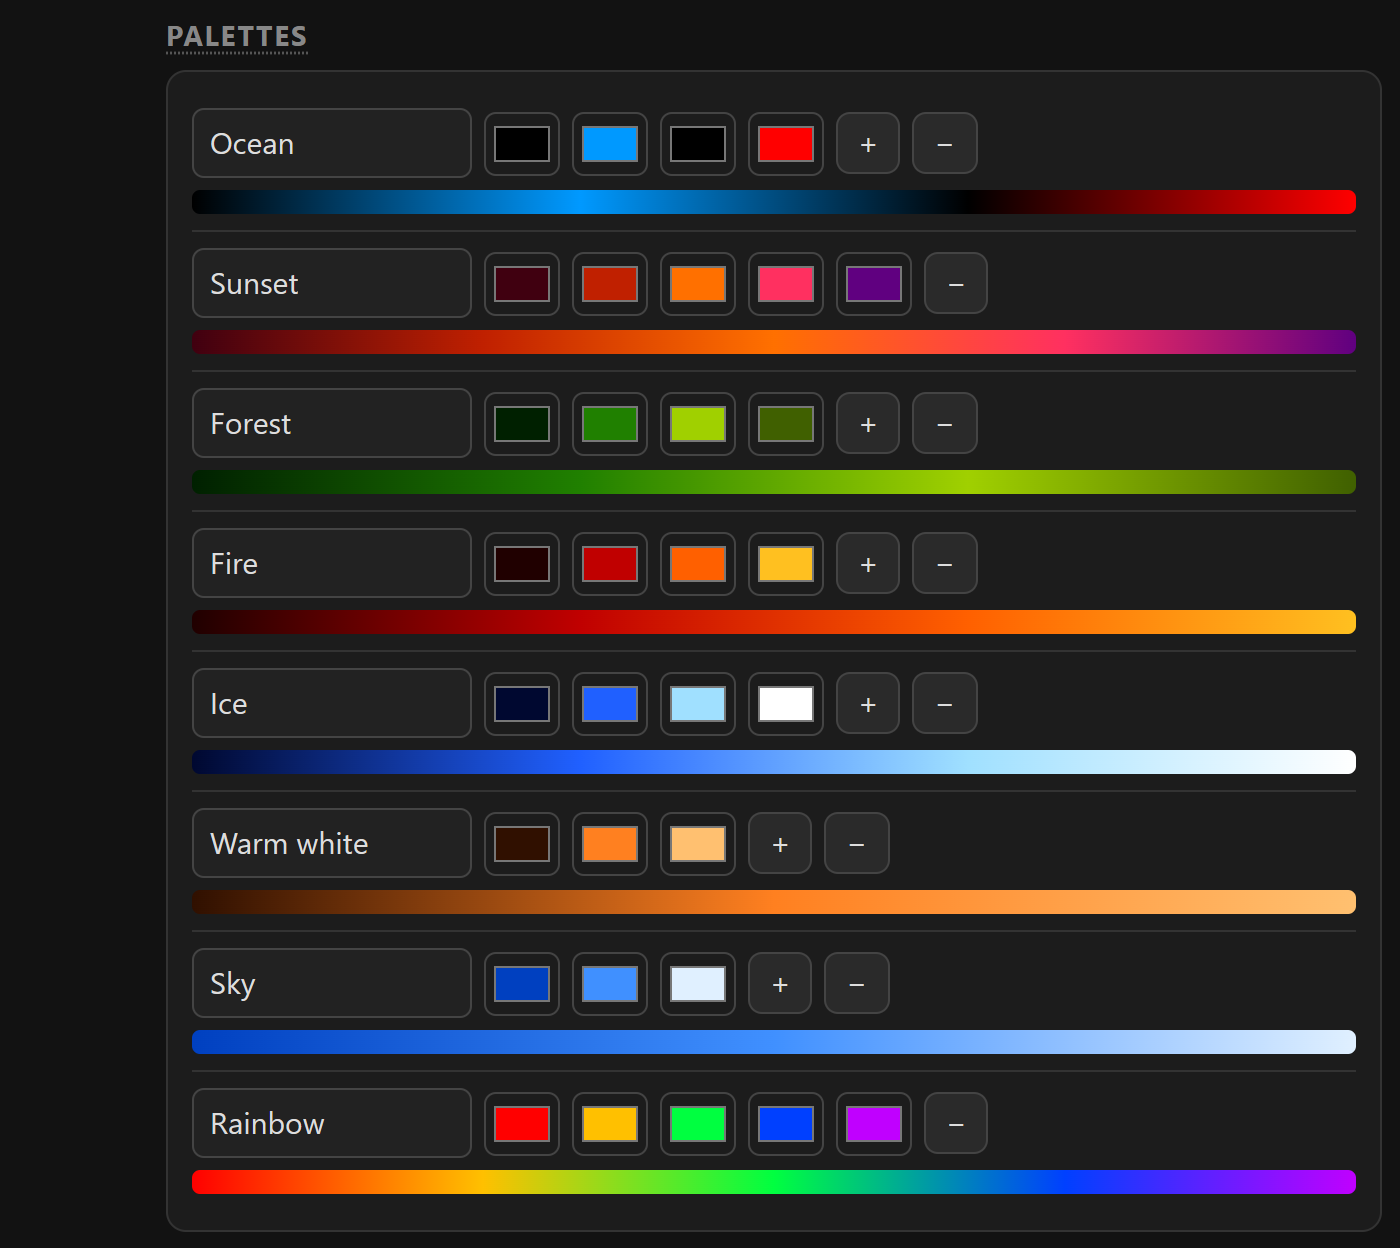 PALETTES
Ocean + −
Sunset −
Forest + −
Fire + −
Ice + −
Warm white + −
Sky + −
Rainbow −